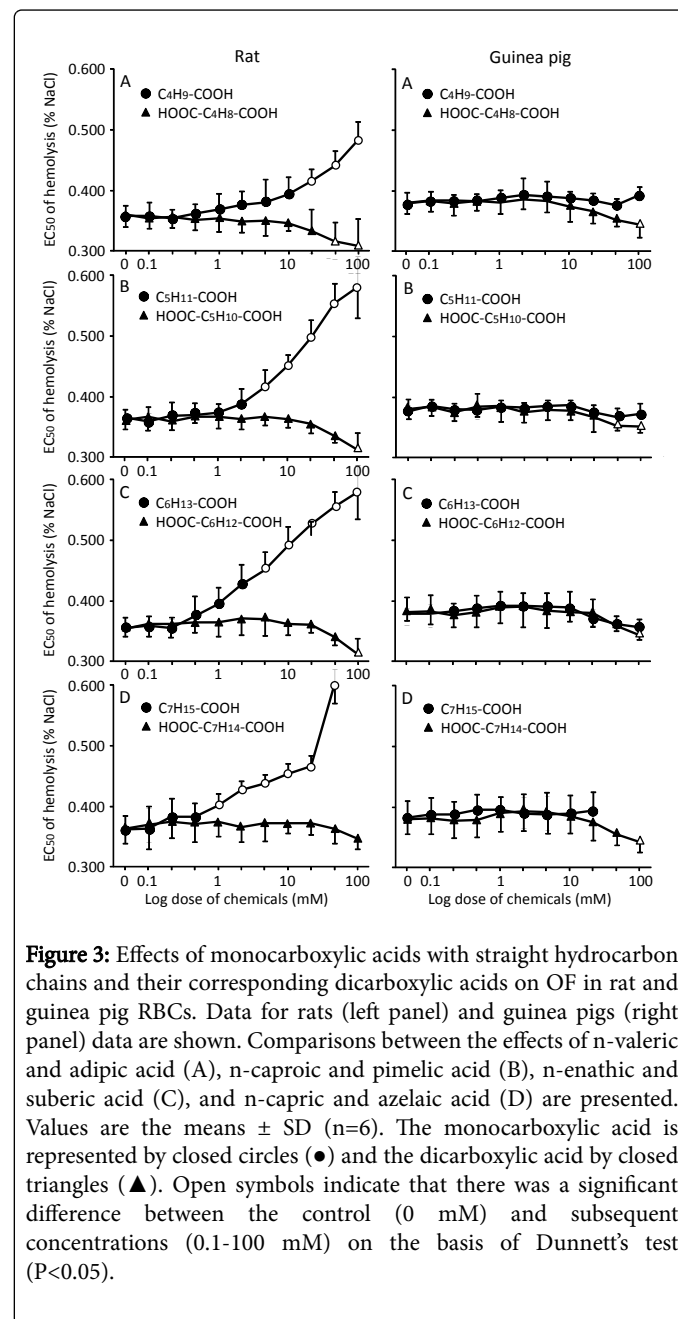 Rat
Guinea pig
A
C4H9-COOH
HOOC-C4H8-COOH
EC50 of hemolysis (% NaCl)
0.600
0.500
0.400
0.300
0 0.1 1 10 100
A
C4H9-COOH
HOOC-C4H8-COOH
0 0.1 1 10 100
B
C5H11-COOH
HOOC-C5H10-COOH
EC50 of hemolysis (% NaCl)
0.600
0.500
0.400
0.300
0 0.1 1 10 100
B
C5H11-COOH
HOOC-C5H10-COOH
0 0.1 1 10 100
C
C6H13-COOH
HOOC-C6H12-COOH
EC50 of hemolysis (% NaCl)
0.600
0.500
0.400
0.300
0 0.1 1 10 100
C
C6H13-COOH
HOOC-C6H12-COOH
0 0.1 1 10 100
D
C7H15-COOH
HOOC-C7H14-COOH
EC50 of hemolysis (% NaCl)
0.600
0.500
0.400
0.300
0 0.1 1 10 100
Log dose of chemicals (mM)
D
C7H15-COOH
HOOC-C7H14-COOH
0 0.1 1 10 100
Log dose of chemicals (mM)
Figure 3: Effects of monocarboxylic acids with straight hydrocarbon
chains and their corresponding dicarboxylic acids on OF in rat and
guinea pig RBCs. Data for rats (left panel) and guinea pigs (right
panel) data are shown. Comparisons between the effects of n-valeric
and adipic acid (A), n-caproic and pimelic acid (B), n-enathic and
suberic acid (C), and n-capric and azelaic acid (D) are presented.
Values are the means ± SD (n=6). The monocarboxylic acid is
represented by closed circles (●) and the dicarboxylic acid by closed
triangles (▲). Open symbols indicate that there was a significant
difference between the control (0 mM) and subsequent
concentrations (0.1-100 mM) on the basis of Dunnett's test
(P<0.05).